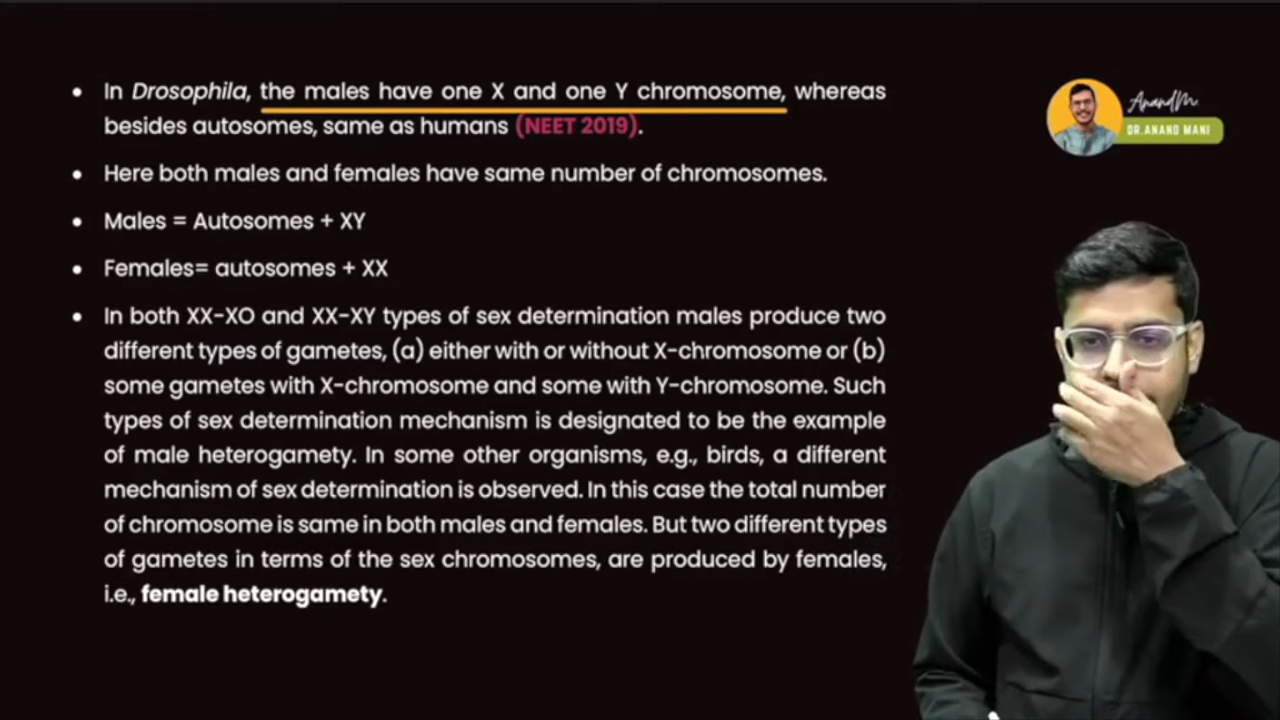 • In Drosophila, the males have one X and one Y chromosome, whereas
besides autosomes, same as humans (NEET 2019).
• Here both males and females have same number of chromosomes.
• Males = Autosomes + XY
• Females= autosomes + XX
• In both XX-XO and XX-XY types of sex determination males produce two
different types of gametes, (a) either with or without X-chromosome or (b)
some gametes with X-chromosome and some with Y-chromosome. Such
types of sex determination mechanism is designated to be the example
of male heterogamety. In some other organisms, e.g., birds, a different
mechanism of sex determination is observed. In this case the total number
of chromosome is same in both males and females. But two different types
of gametes in terms of the sex chromosomes, are produced by females,
i.e., female heterogamety.
AnandM.
DR.ANAND MANI